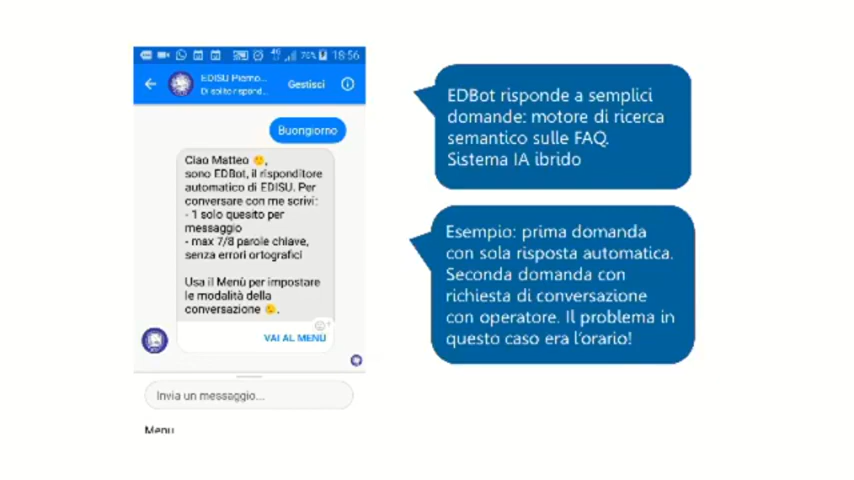 4G 76% 18:56
EDISU Piemo...
Di solito rispond...
Gestisci
Buongiorno
Ciao Matteo 😉,
sono EDBot, il risponditore
automatico di EDISU. Per
conversare con me scrivi:
- 1 solo quesito per
messaggio
- max 7/8 parole chiave,
senza errori ortografici
Usa il Menù per impostare
le modalità della
conversazione 😉.
VAI AL MENÙ
Invia un messaggio...
Menu
EDBot risponde a semplici
domande: motore di ricerca
semantico sulle FAQ.
Sistema IA ibrido
Esempio: prima domanda
con sola risposta automatica.
Seconda domanda con
richiesta di conversazione
con operatore. Il problema in
questo caso era l'orario!